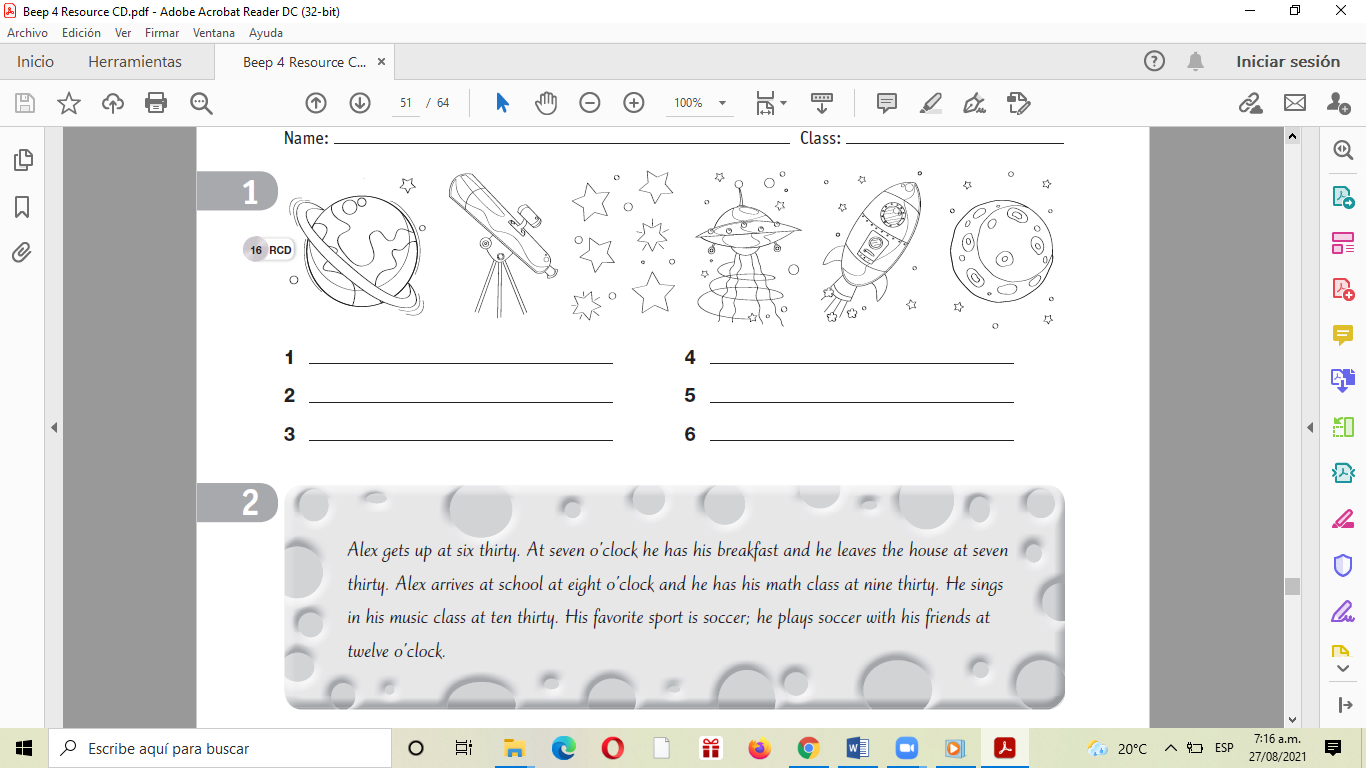 Beep 4 Resource CD.pdf - Adobe Acrobat Reader DC (32-bit)
Archivo Edición Ver Firmar Ventana Ayuda
Inicio Herramientas Beep 4 Resource C... × Iniciar sesión
51 / 64 100%
Name: Class:
1
16 RCD
1 4
2 5
3 6
2
Alex gets up at six thirty. At seven o'clock he has his breakfast and he leaves the house at seven
thirty. Alex arrives at school at eight o'clock and he has his math class at nine thirty. He sings
in his music class at ten thirty. His favorite sport is soccer; he plays soccer with his friends at
twelve o'clock.
Escribe aquí para buscar 20°C ESP 7:16 a.m.
27/08/2021